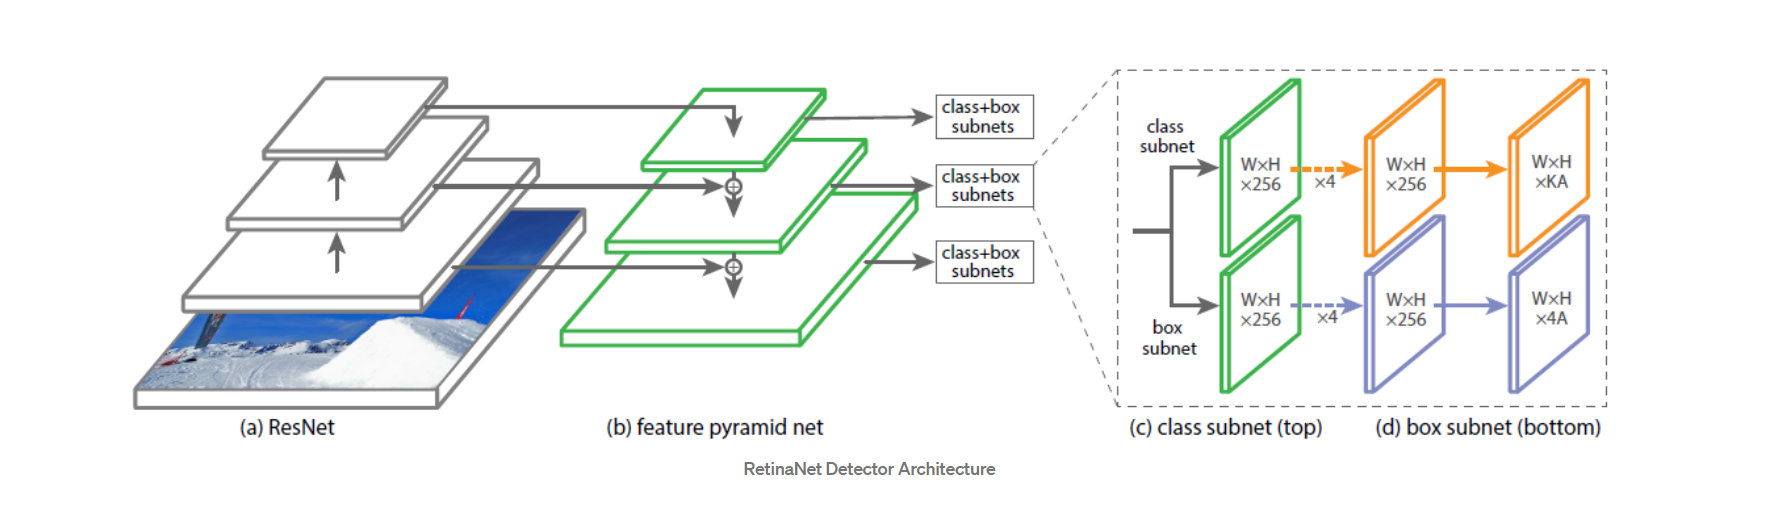 class+box
subnets
class+box
subnets
class+box
subnets
class
subnet
W×H
×256
×4
W×H
×256
W×H
×KA
box
subnet
W×H
×256
×4
W×H
×256
W×H
×4A
(a) ResNet
(b) feature pyramid net
(c) class subnet (top)
(d) box subnet (bottom)
RetinaNet Detector Architecture